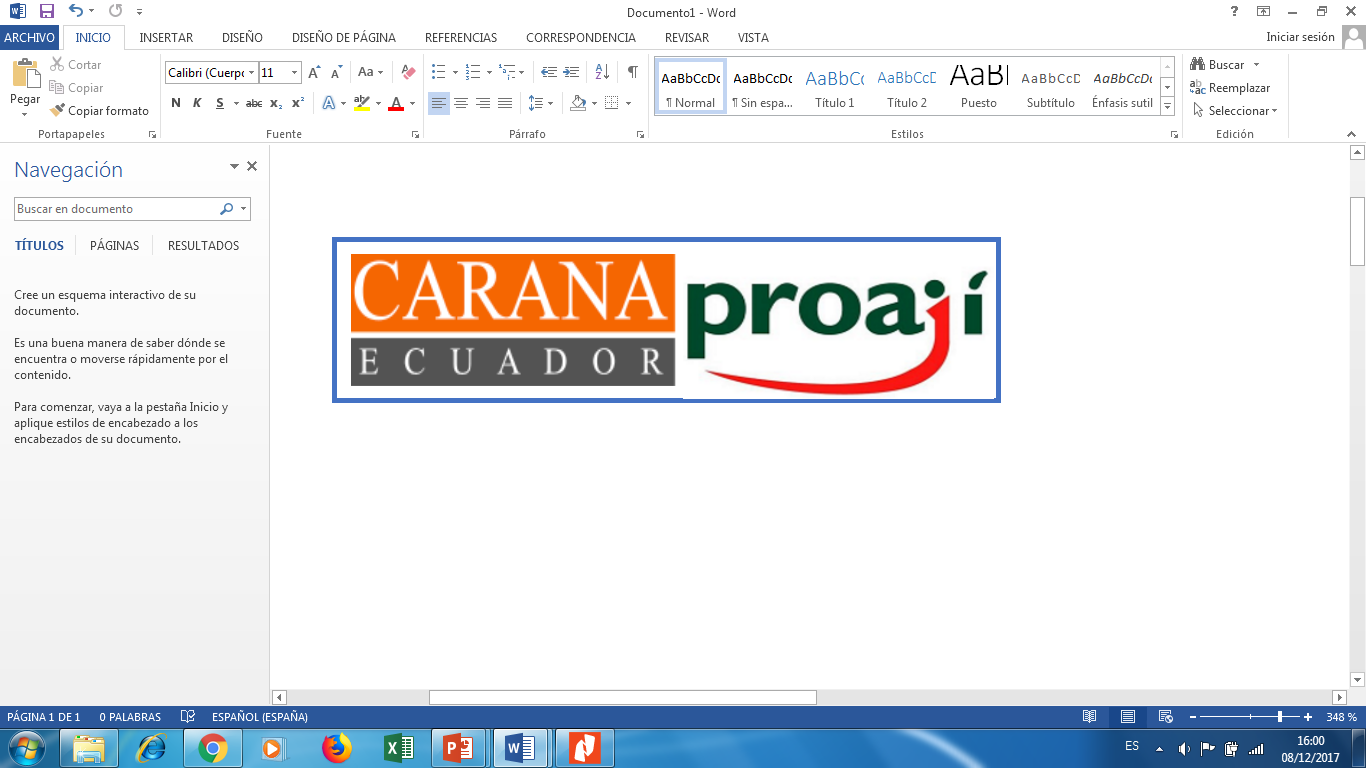 Documento1 - Word
ARCHIVO INICIO INSERTAR DISEÑO DISEÑO DE PÁGINA REFERENCIAS CORRESPONDENCIA REVISAR VISTA Iniciar sesión
Pegar
Cortar
Copiar
Copiar formato
Portapapeles
Calibri (Cuerpo 11
N K S abc x₂ x²
Fuente
Párrafo
AaBbCcDc AaBbCcDc AaBbCc AaBbCcD AaB AaBbCcD AaBbCcDc
¶ Normal ¶ Sin espa... Título 1 Título 2 Puesto Subtítulo Énfasis sutil
Estilos
Buscar
Reemplazar
Seleccionar
Edición
Navegación
Buscar en documento
TÍTULOS PÁGINAS RESULTADOS
Cree un esquema interactivo de su
documento.
Es una buena manera de saber dónde se
encuentra o moverse rápidamente por el
contenido.
Para comenzar, vaya a la pestaña Inicio y
aplique estilos de encabezado a los
encabezados de su documento.
CARANA
ECUADOR
proají
PÁGINA 1 DE 1 0 PALABRAS ESPAÑOL (ESPAÑA) 348 %
ES
16:00
08/12/2017